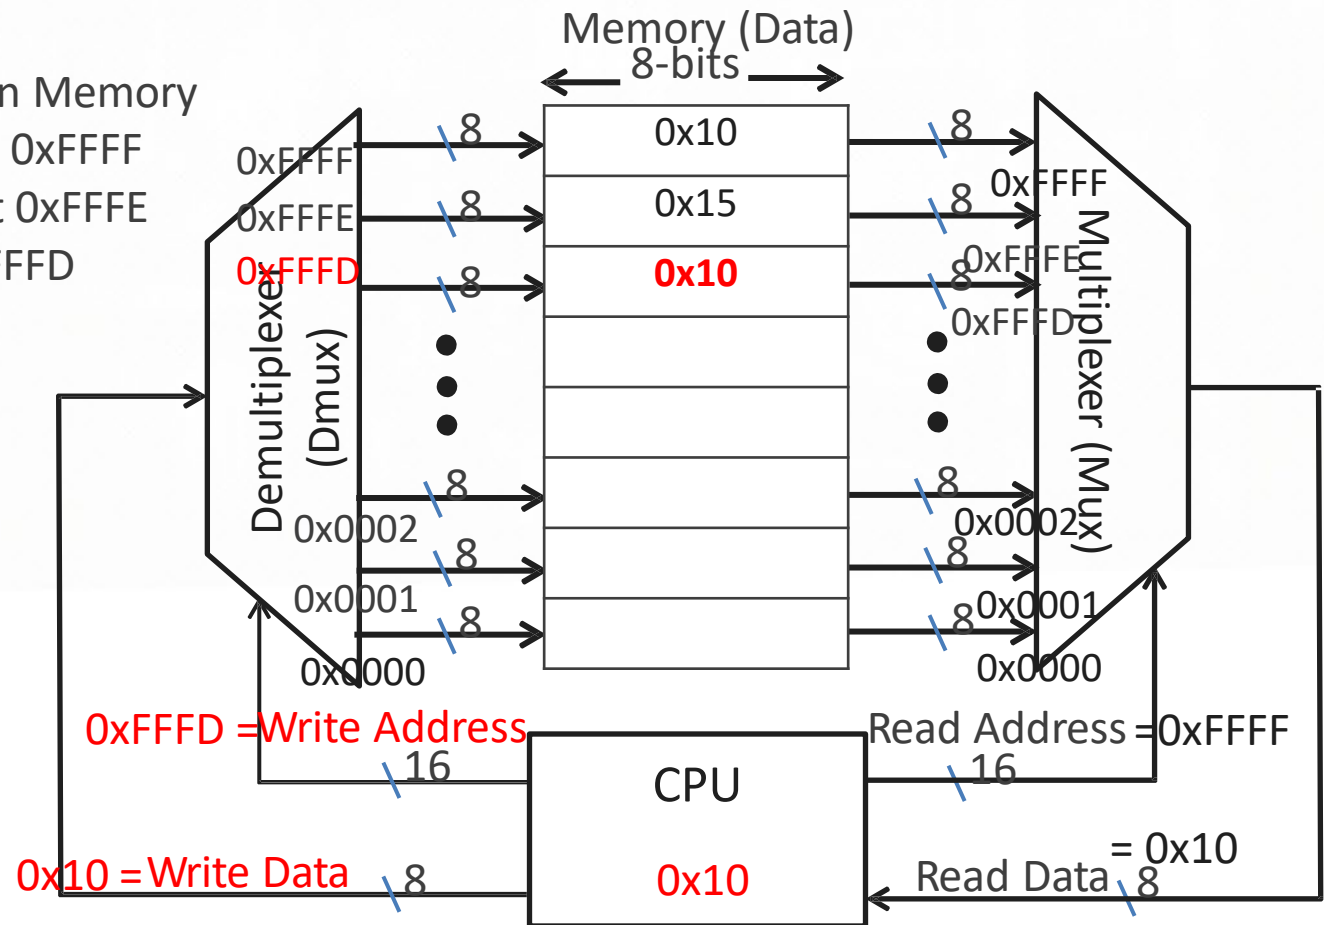 Memory (Data)
8-bits
n Memory
0xFFFF
t 0xFFFE
FFFD
0xFFFF
0xFFFE
0xFFFD
Demultiplexer
(Dmux)
0x0002
0x0001
0x0000
8
8
8
8
8
8
0x10
0x15
0x10
8
8
8
8
8
8
0xFFFF
0xFFFE
0xFFFD
Multiplexer (Mux)
0x0002
0x0001
0x0000
0xFFFD = Write Address
16
Read Address = 0xFFFF
16
CPU
0x10
0x10 = Write Data
8
Read Data = 0x10
8